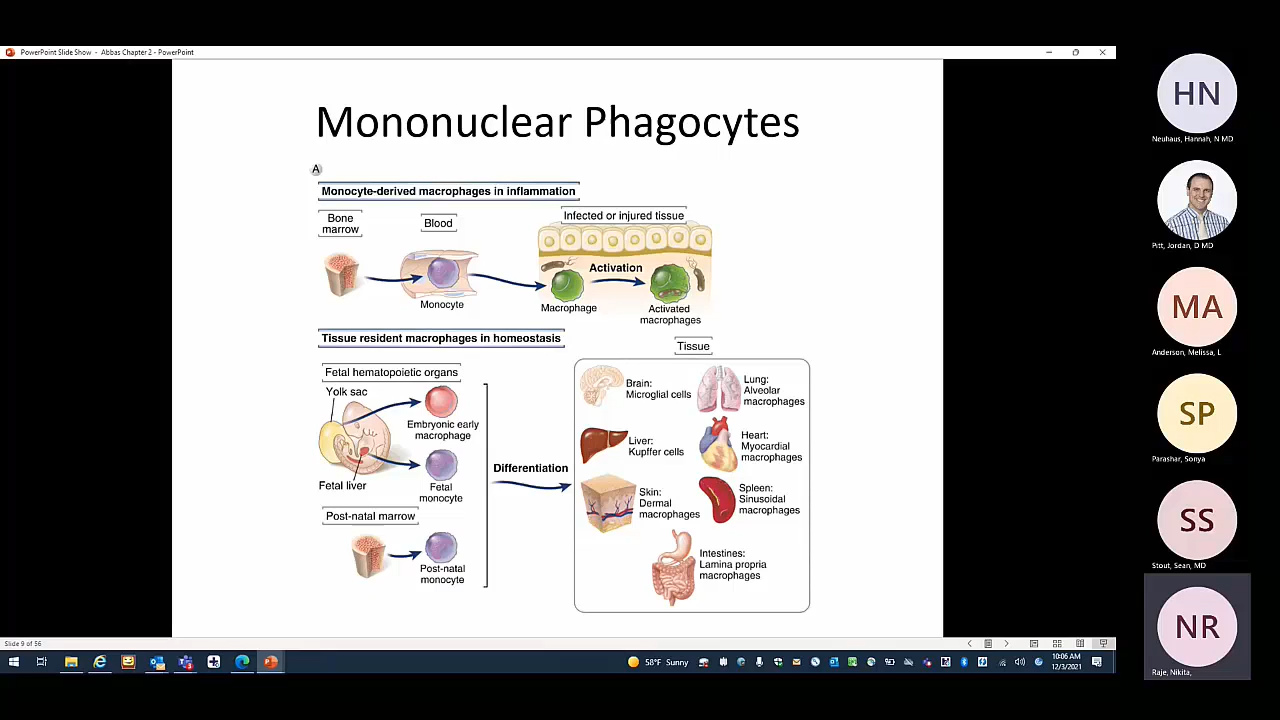 PowerPoint Slide Show - Abbas Chapter 2 - PowerPoint
Mononuclear Phagocytes
A
Monocyte-derived macrophages in inflammation
Bone
marrow
Blood
Infected or injured tissue
Activation
Monocyte
Macrophage
Activated
macrophages
Tissue resident macrophages in homeostasis
Tissue
Fetal hematopoietic organs
Yolk sac
Embryonic early
macrophage
Fetal liver
Fetal
monocyte
Post-natal marrow
Post-natal
monocyte
Differentiation
Brain:
Microglial cells
Lung:
Alveolar
macrophages
Liver:
Kupffer cells
Heart:
Myocardial
macrophages
Skin:
Dermal
macrophages
Spleen:
Sinusoidal
macrophages
Intestines:
Lamina propria
macrophages
Slide 9 of 56
58°F Sunny
10:06 AM
12/3/2021
HN
Neuhaus, Hannah, N MD
Pitt, Jordan, D MD
MA
Anderson, Melissa, L
SP
Parashar, Sonya
SS
Stout, Sean, MD
NR
Raje, Nikita,